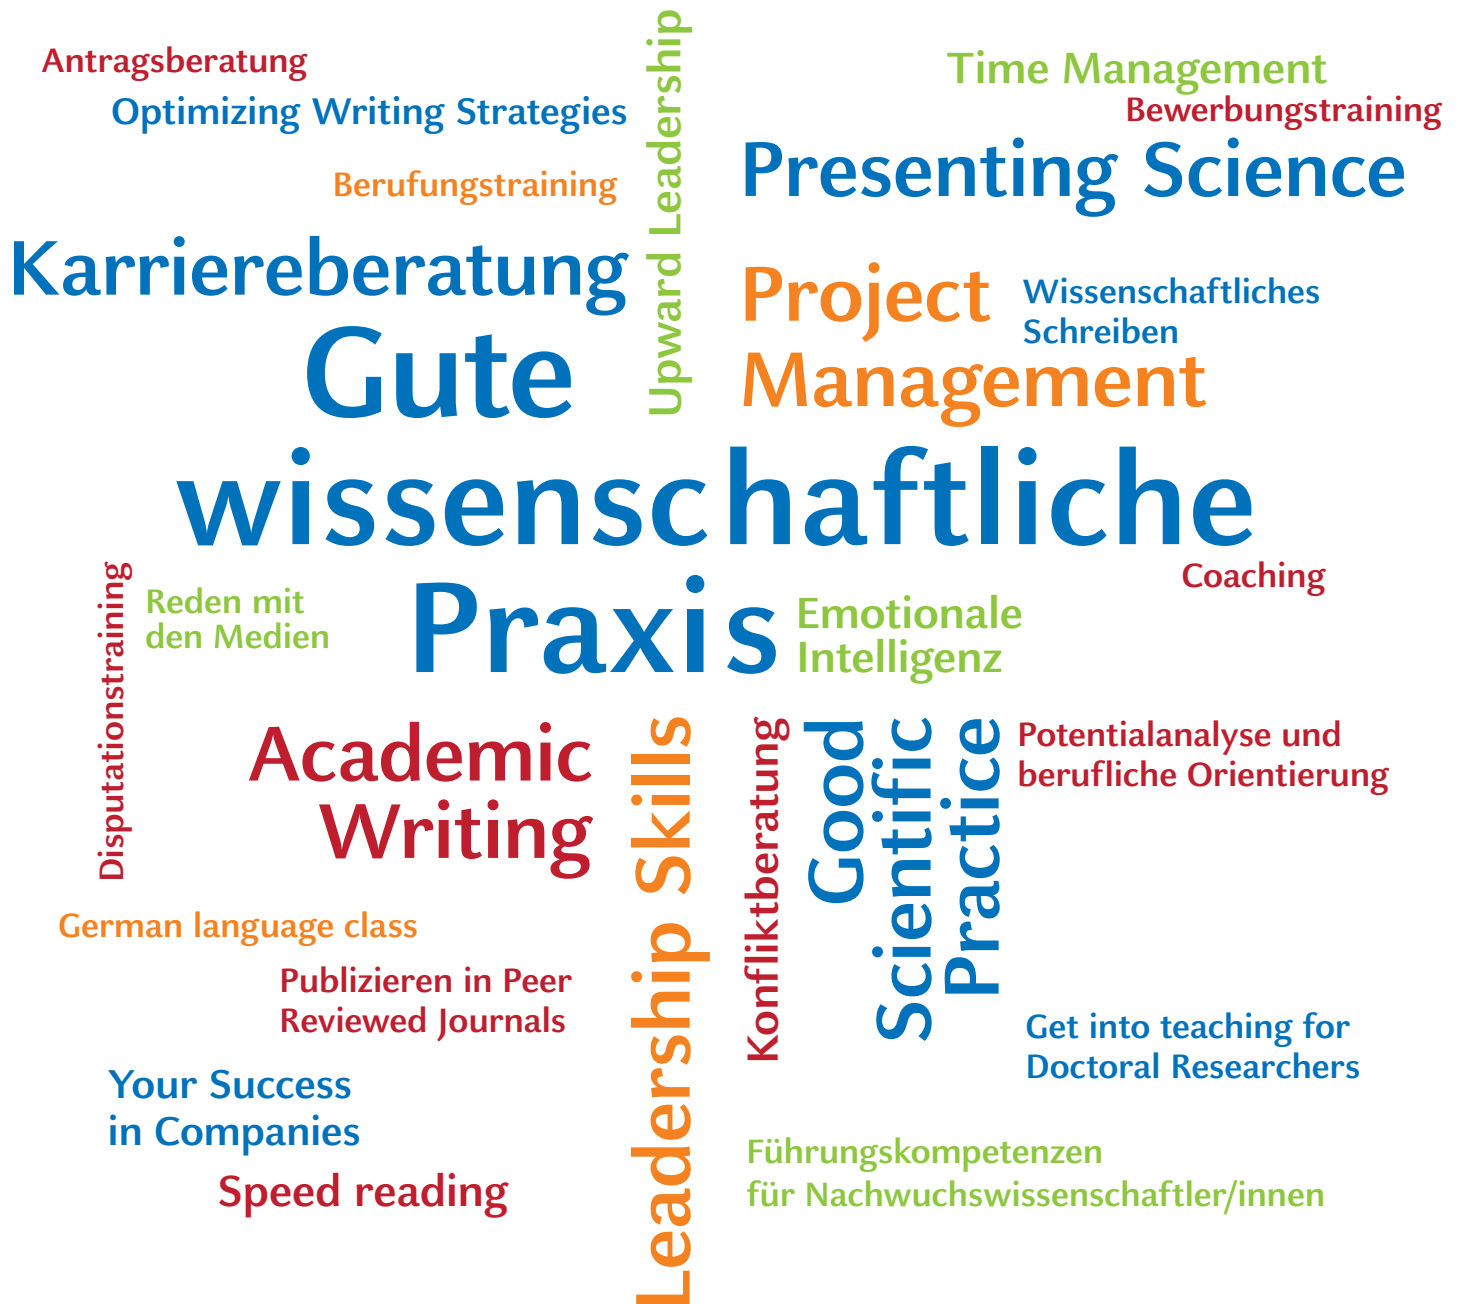 Antragsberatung
Optimizing Writing Strategies
Berufungstraining
Karriereberatung
Upward Leadership
Time Management
Bewerbungstraining
Presenting Science
Project
Management
Wissenschaftliches
Schreiben
Gute
wissenschaftliche
Praxis
Coaching
Disputationstraining
Reden mit
den Medien
Emotionale
Intelligenz
Academic
Writing
Leadership Skills
Konfliktberatung
Good
Scientific
Practice
Potentialanalyse und
berufliche Orientierung
German language class
Publizieren in Peer
Reviewed Journals
Get into teaching for
Doctoral Researchers
Your Success
in Companies
Speed reading
Führungskompetenzen
für Nachwuchswissenschaftler/innen